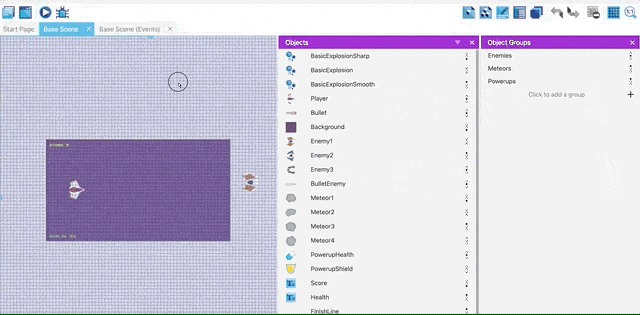 Start Page
Base Scene
Base Scene (Events)
Objects
Object Groups
BasicExplosionSharp
BasicExplosion
BasicExplosionSmooth
Player
Bullet
Background
Enemy1
Enemy2
Enemy3
BulletEnemy
Meteor1
Meteor2
Meteor3
Meteor4
PowerupHealth
PowerupShield
Score
Health
FinishLine
Enemies
Meteors
Powerups
Click to add a group